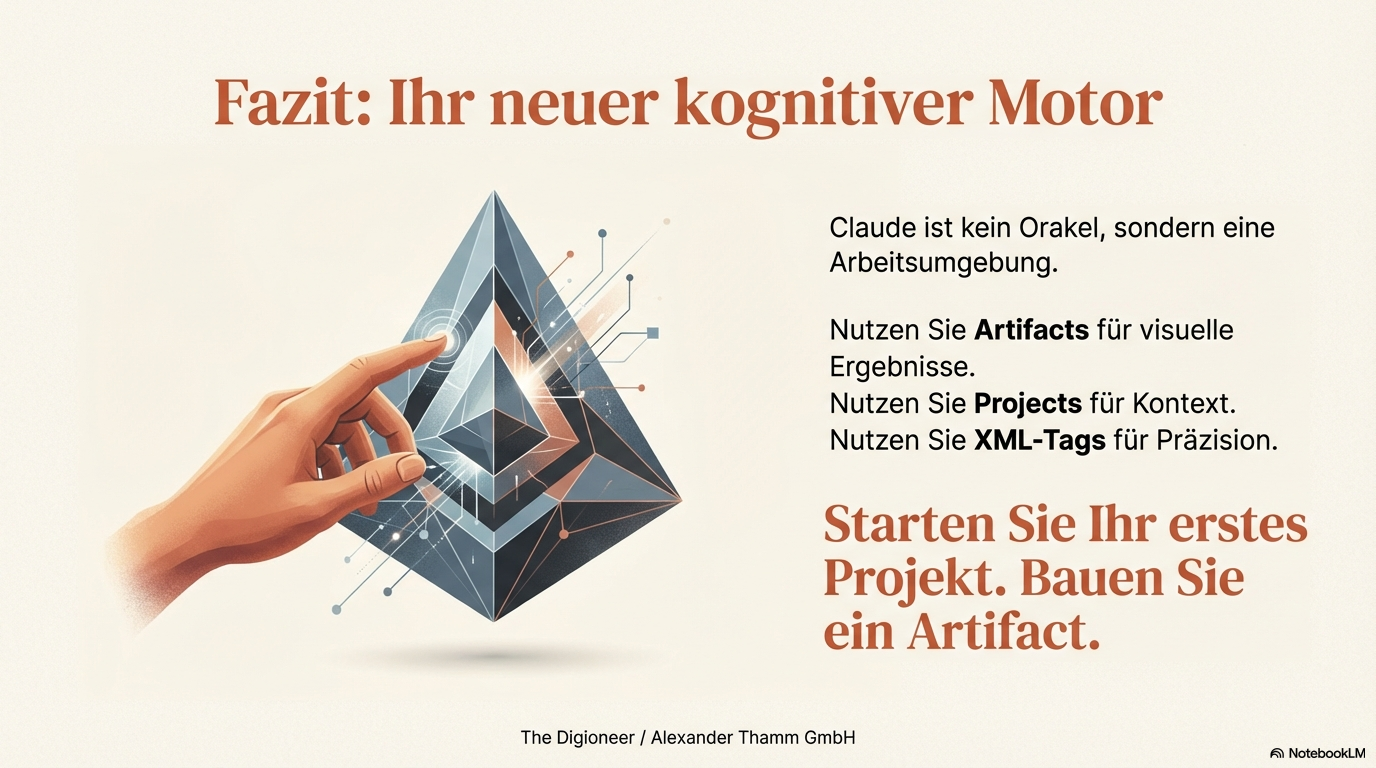 Fazit: Ihr neuer kognitiver Motor
Claude ist kein Orakel, sondern eine
Arbeitsumgebung.
Nutzen Sie Artifacts für visuelle
Ergebnisse.
Nutzen Sie Projects für Kontext.
Nutzen Sie XML-Tags für Präzision.
Starten Sie Ihr erstes
Projekt. Bauen Sie
ein Artifact.
The Digioneer / Alexander Thamm GmbH
NotebookLM